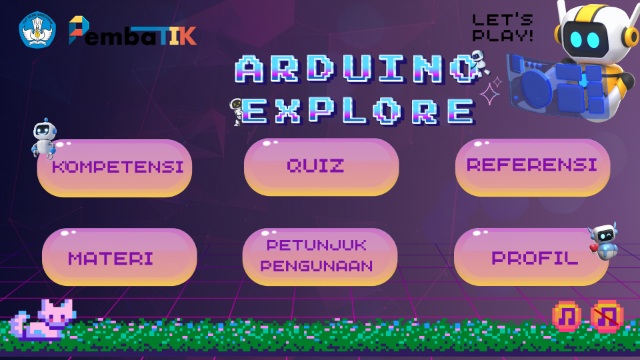 PembaTIK
LET'S
PLAY!
ARDUINO
EXPLORE
KOMPETENSI
QUIZ
REFERENSI
MATERI
PETUNJUK
PENGUNAAN
PROFIL